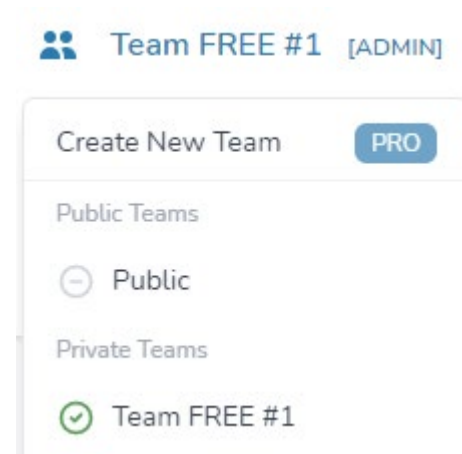 Team FREE #1 [ADMIN]
Create New Team PRO
Public Teams
Public
Private Teams
Team FREE #1